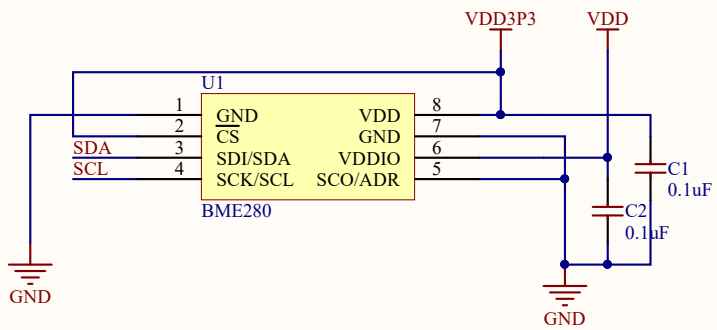 VDD3P3
VDD
U1
1 GND VDD 8
2 CS GND 7
SDA 3 SDI/SDA VDDIO 6
SCL 4 SCK/SCL SCO/ADR 5
BME280
C1
0.1uF
C2
0.1uF
GND
GND